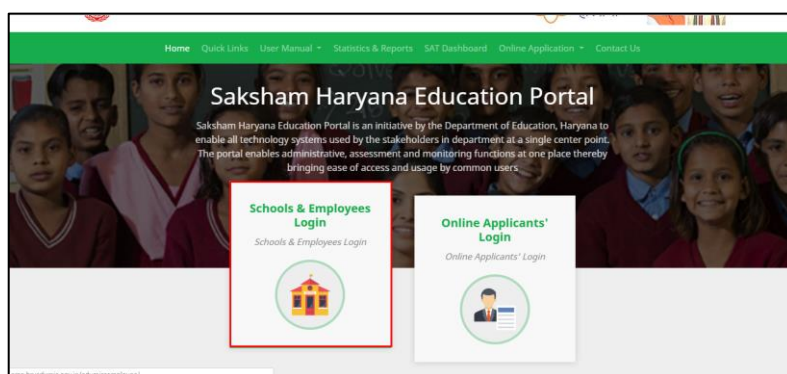 Home Quick Links User Manual Statistics & Reports SAT Dashboard Online Application Contact Us
Saksham Haryana Education Portal
Saksham Haryana Education Portal is an initiative by the Department of Education, Haryana to
enable all technology systems used by the stakeholders in department at a single center point.
The portal enables administrative, assessment and monitoring functions at one place thereby
bringing ease of access and usage by common users
Schools & Employees
Login
Schools & Employees Login
Online Applicants'
Login
Online Applicants' Login